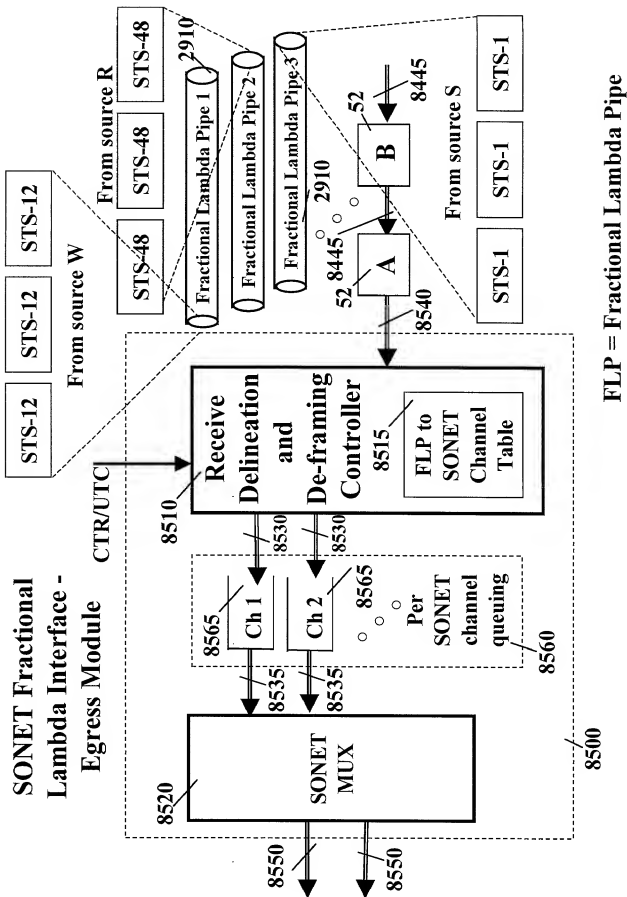 SONET Fractional
Lambda Interface -
Egress Module
CTR/UTC
STS-12
STS-12
STS-12
From source W
From source R
STS-48
STS-48
STS-48
2910
Fractional Lambda Pipe 1
Fractional Lambda Pipe 2
Fractional Lambda Pipe 3
2910
8520
SONET
MUX
8550
8550
8535
8535
8565
Ch 1
Ch 2
8565
Per
SONET
channel
queuing
8560
8530
8530
8510
Receive
Delineation
and
De-framing
Controller
8515
FLP to
SONET
Channel
Table
8540
A
52
8445
B
52
8445
From source S
STS-1
STS-1
STS-1
8500
FLP = Fractional Lambda Pipe